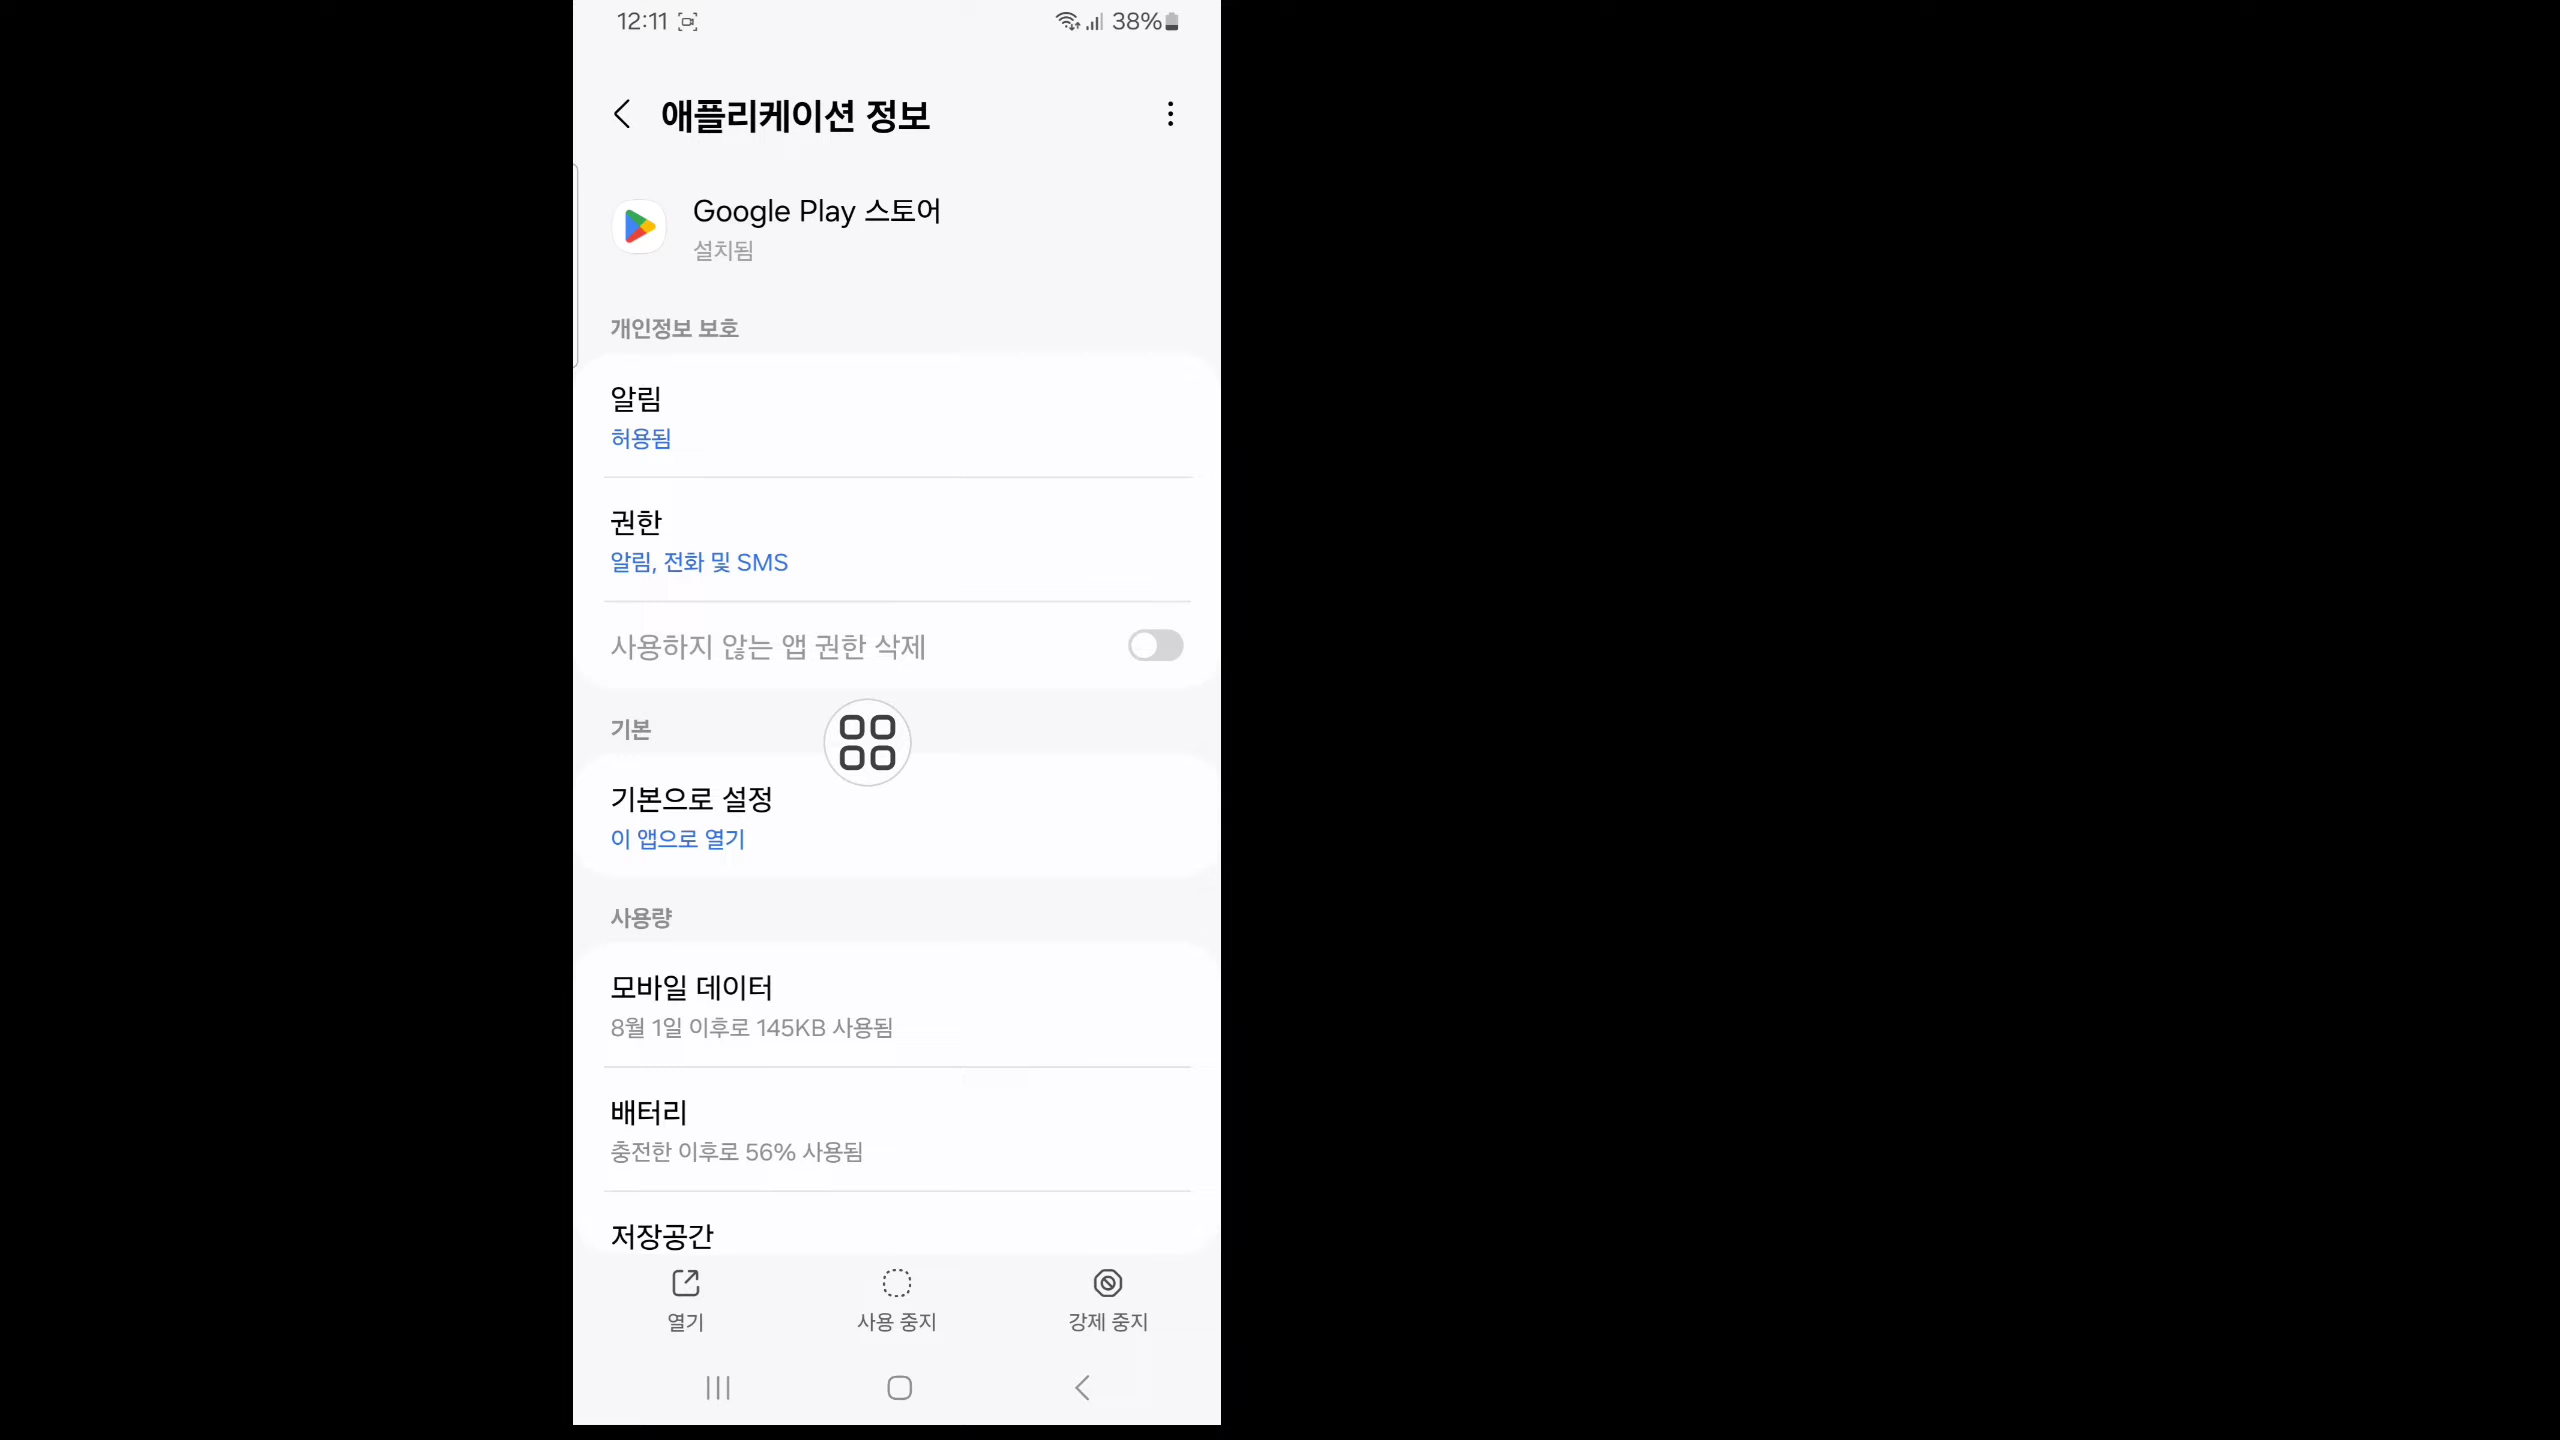 12:11
38%
애플리케이션 정보
Google Play 스토어
설치됨
개인정보 보호
알림
허용됨
권한
알림, 전화 및 SMS
사용하지 않는 앱 권한 삭제
기본
기본으로 설정
이 앱으로 열기
사용량
모바일 데이터
8월 1일 이후로 145KB 사용됨
배터리
충전한 이후로 56% 사용됨
저장공간
열기
사용 중지
강제 중지